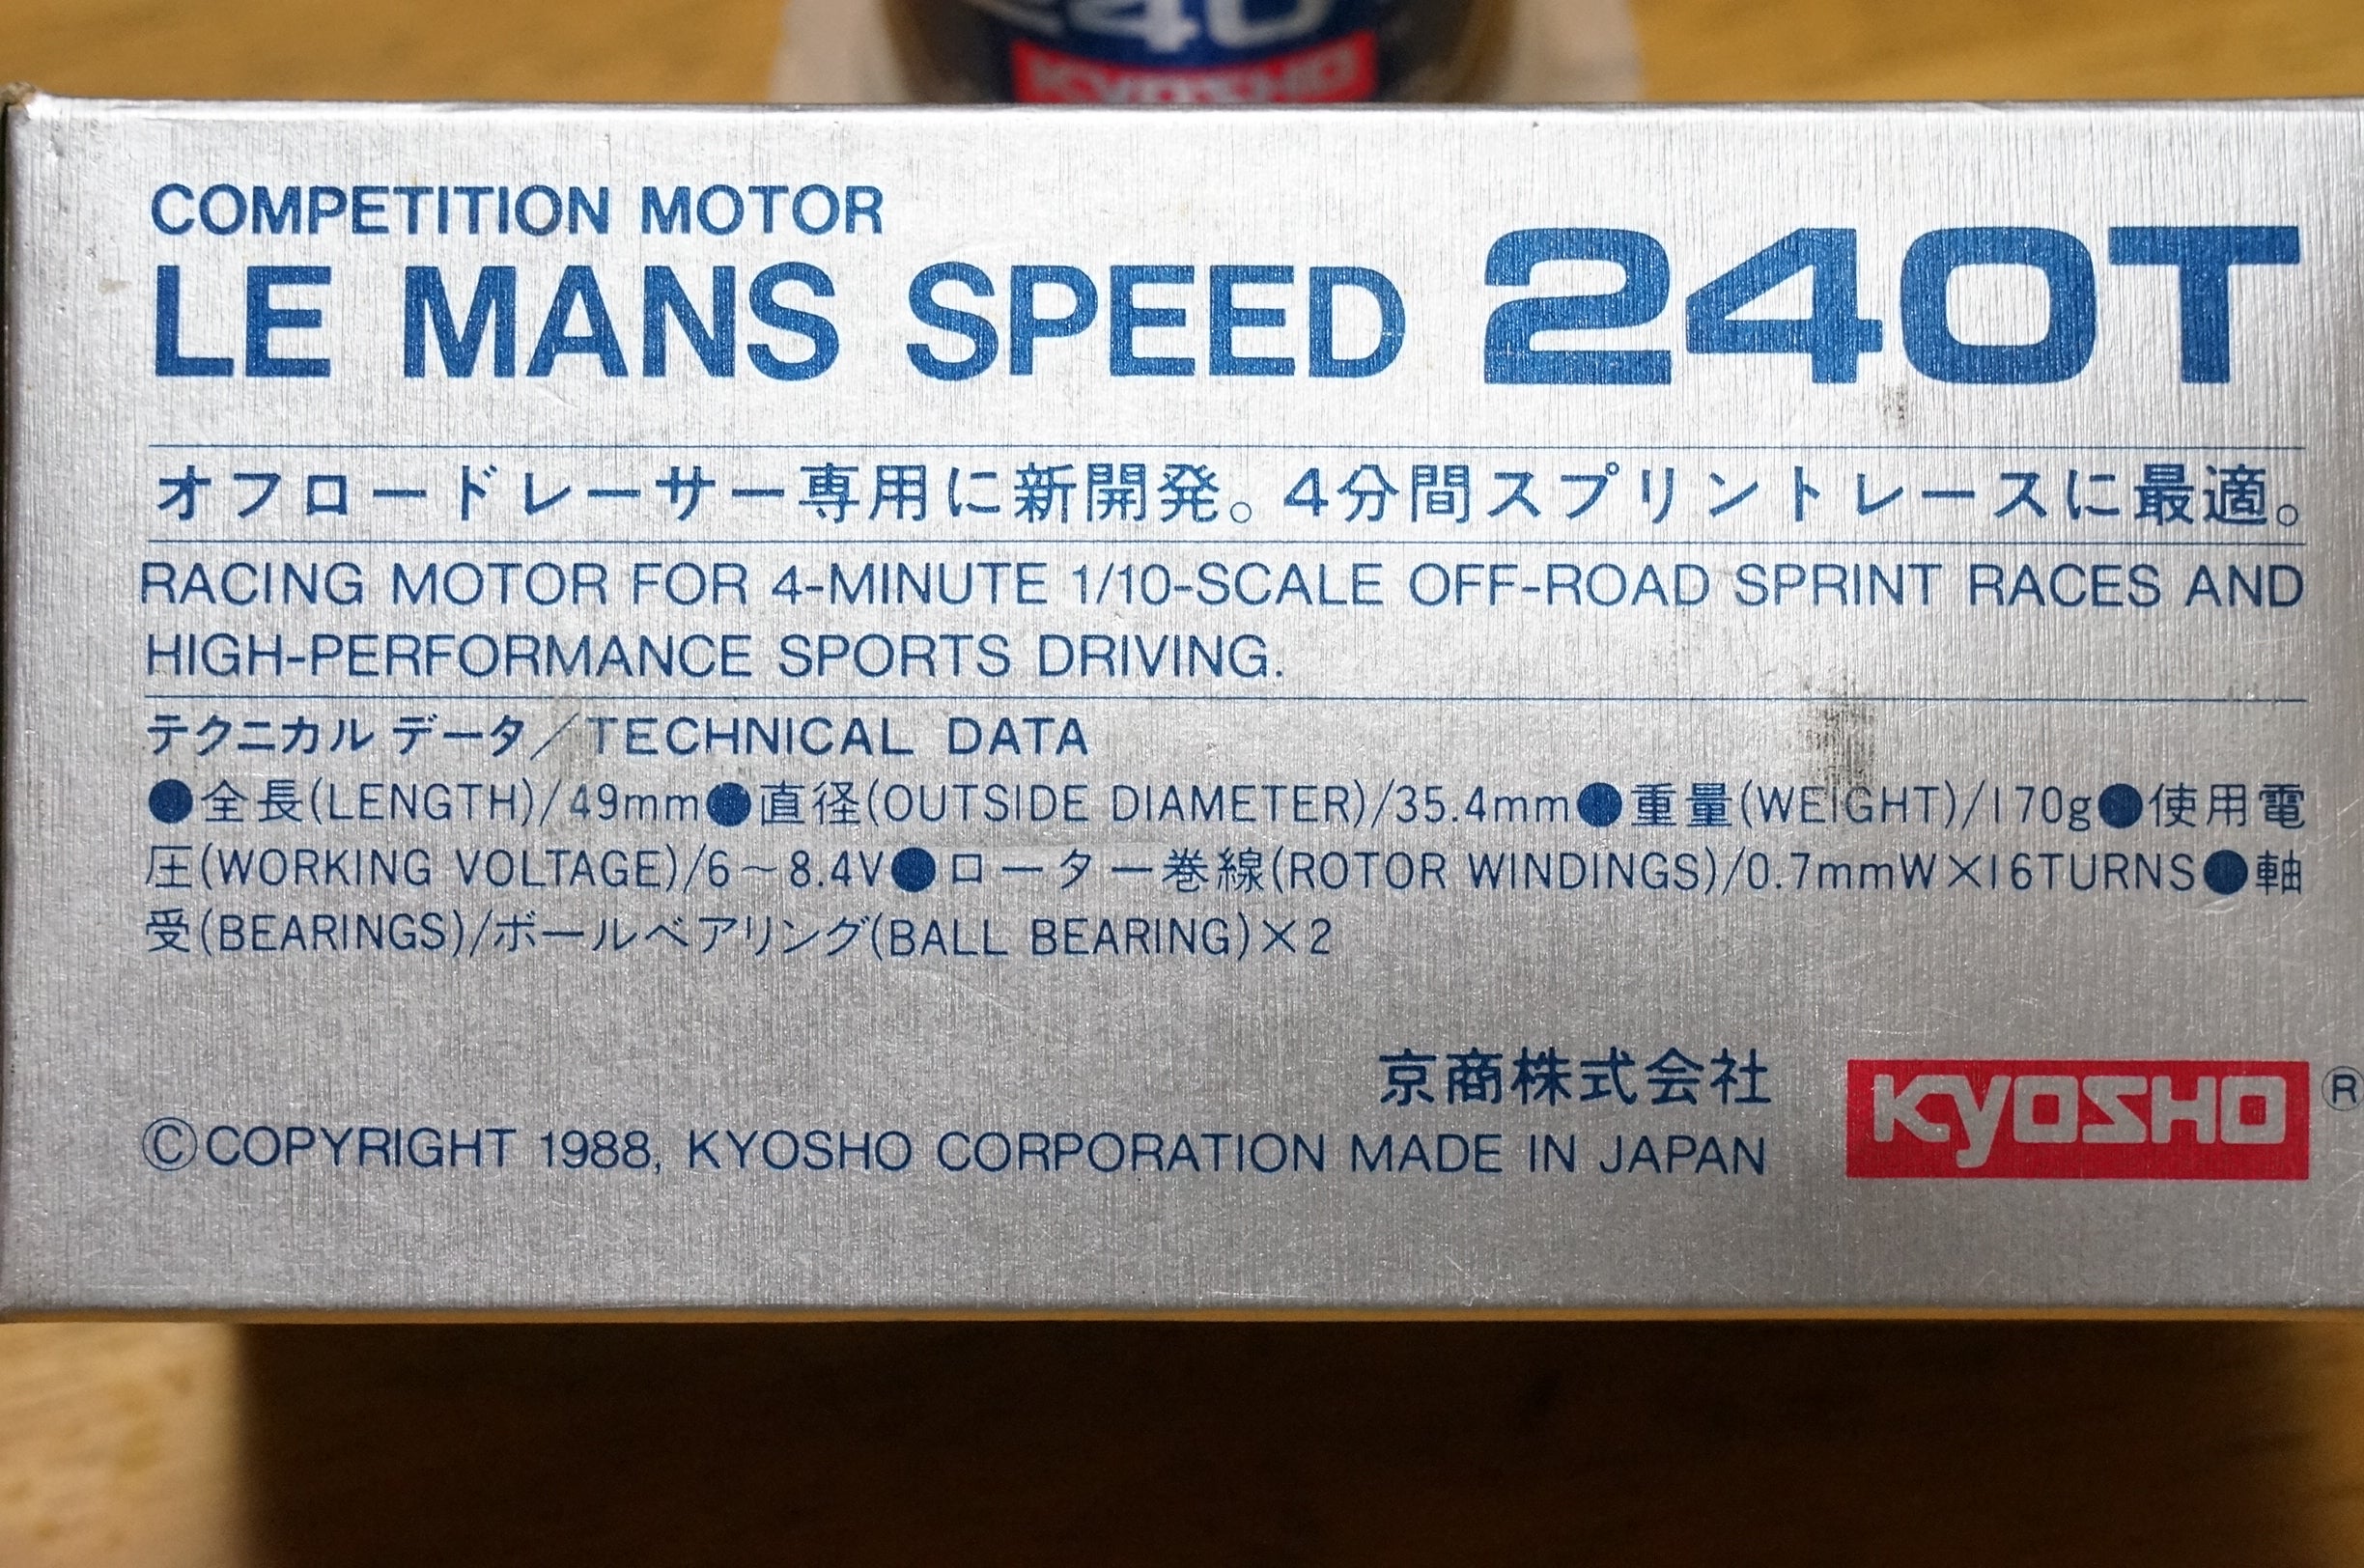 240
KYOSHO
COMPETITION MOTOR
LE MANS SPEED 240T
オフロードレーサー専用に新開発。4分間スプリントレースに最適。
RACING MOTOR FOR 4-MINUTE 1/10-SCALE OFF-ROAD SPRINT RACES AND
HIGH-PERFORMANCE SPORTS DRIVING.
テクニカル データ/TECHNICAL DATA
●全長(LENGTH)/49mm●直径(OUTSIDE DIAMETER)/35.4mm●重量(WEIGHT)/170g●使用電
圧(WORKING VOLTAGE)/6~8.4V●ローター巻線(ROTOR WINDINGS)/0.7mmW×16TURNS●軸
受(BEARINGS)/ボールベアリング(BALL BEARING)×2
京商株式会社
©COPYRIGHT 1988, KYOSHO CORPORATION MADE IN JAPAN
KYOSHO®